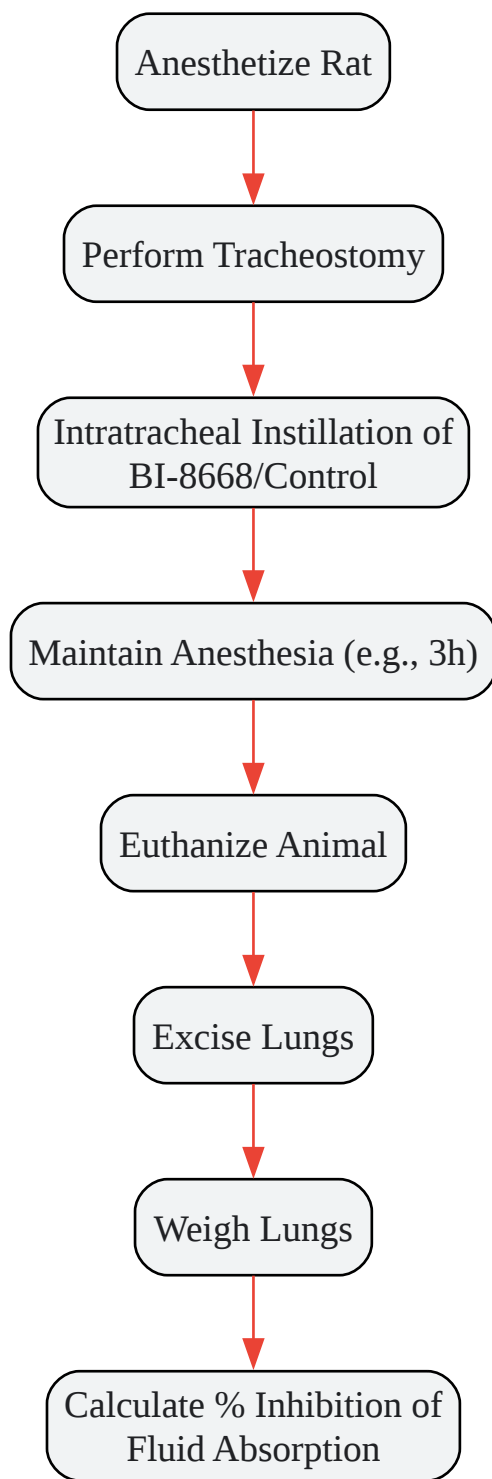 Anesthetize Rat
Perform Tracheostomy
Intratracheal Instillation of
BI-8668/Control
Maintain Anesthesia (e.g., 3h)
Euthanize Animal
Excise Lungs
Weigh Lungs
Calculate % Inhibition of
Fluid Absorption